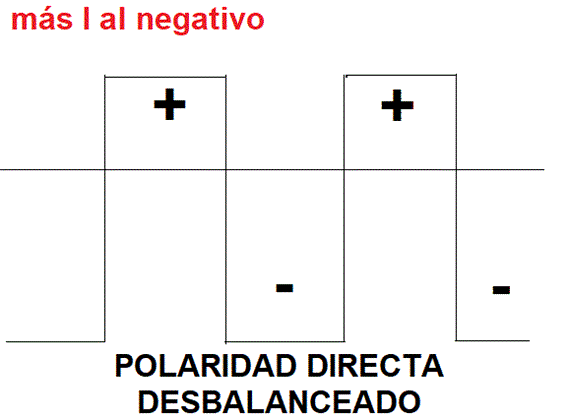 más I al negativo
+ +
- -
POLARIDAD DIRECTA
DESBALANCEADO